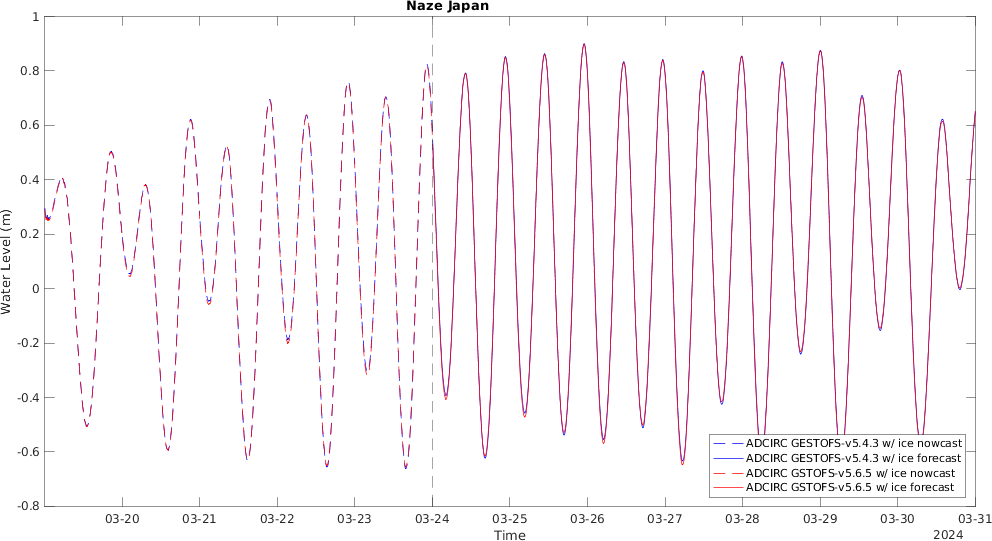 Naze Japan
Water Level (m)
1
0.8
0.6
0.4
0.2
0
-0.2
-0.4
-0.6
-0.8
ADCIRC GESTOFS-v5.4.3 w/ ice nowcast
ADCIRC GESTOFS-v5.4.3 w/ ice forecast
ADCIRC GSTOFS-v5.6.5 w/ ice nowcast
ADCIRC GSTOFS-v5.6.5 w/ ice forecast
03-20 03-21 03-22 03-23 03-24 03-25 03-26 03-27 03-28 03-29 03-30 03-31
Time
2024